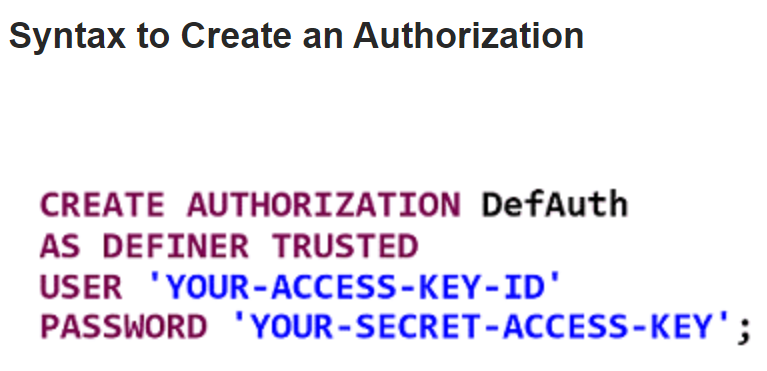 Syntax to Create an Authorization
CREATE AUTHORIZATION DefAuth
AS DEFINER TRUSTED
USER 'YOUR-ACCESS-KEY-ID'
PASSWORD 'YOUR-SECRET-ACCESS-KEY';